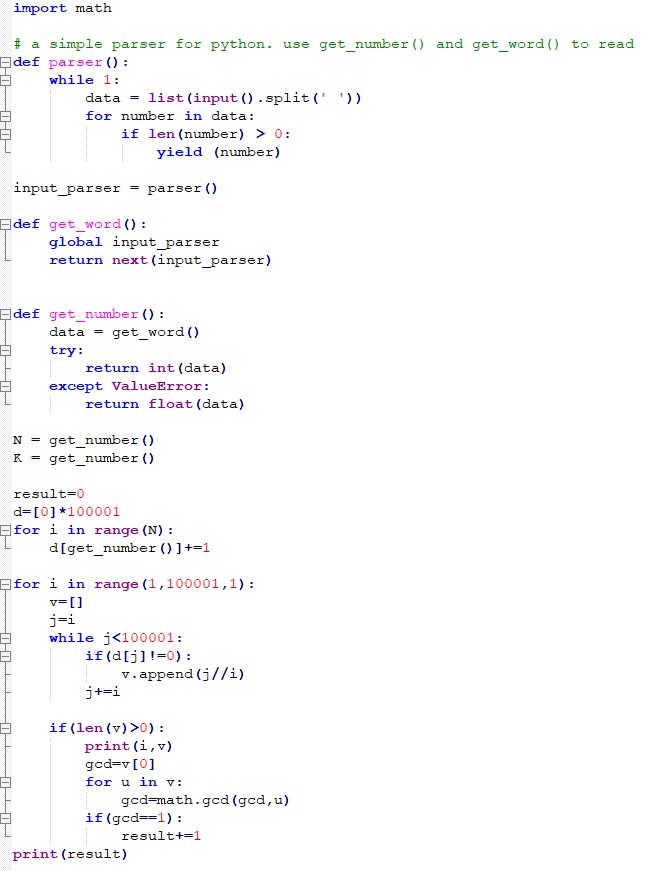 import math
# a simple parser for python. use get_number() and get_word() to read
def parser():
    while 1:
        data = list(input().split(' '))
        for number in data:
            if len(number) > 0:
                yield (number)
input_parser = parser()
def get_word():
    global input_parser
    return next(input_parser)
def get_number():
    data = get_word()
    try:
        return int(data)
    except ValueError:
        return float(data)
N = get_number()
K = get_number()
result=0
d=[0]*100001
for i in range(N):
    d[get_number()]+=1
for i in range(1,100001,1):
    v=[]
    j=i
    while j<100001:
        if(d[j]!=0):
            v.append(j//i)
        j+=i
    if(len(v)>0):
        print(i,v)
        gcd=v[0]
        for u in v:
            gcd=math.gcd(gcd,u)
        if(gcd==1):
            result+=1
print(result)